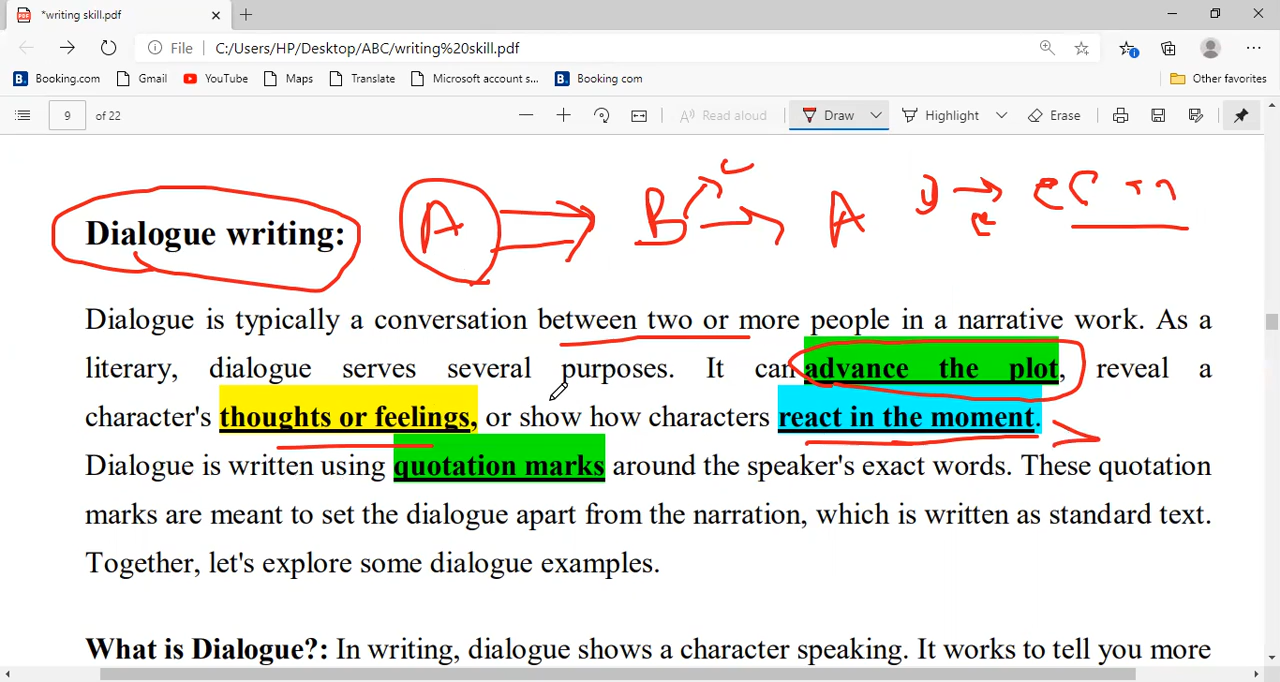 *writing skill.pdf
File C:/Users/HP/Desktop/ABC/writing%20skill.pdf
Booking.com Gmail YouTube Maps Translate Microsoft account s... Booking com Other favorites
9 of 22 Read aloud Draw Highlight Erase
Dialogue writing: A B A
Dialogue is typically a conversation between two or more people in a narrative work. As a
literary, dialogue serves several purposes. It can advance the plot, reveal a
character's thoughts or feelings, or show how characters react in the moment.
Dialogue is written using quotation marks around the speaker's exact words. These quotation
marks are meant to set the dialogue apart from the narration, which is written as standard text.
Together, let's explore some dialogue examples.
What is Dialogue?: In writing, dialogue shows a character speaking. It works to tell you more